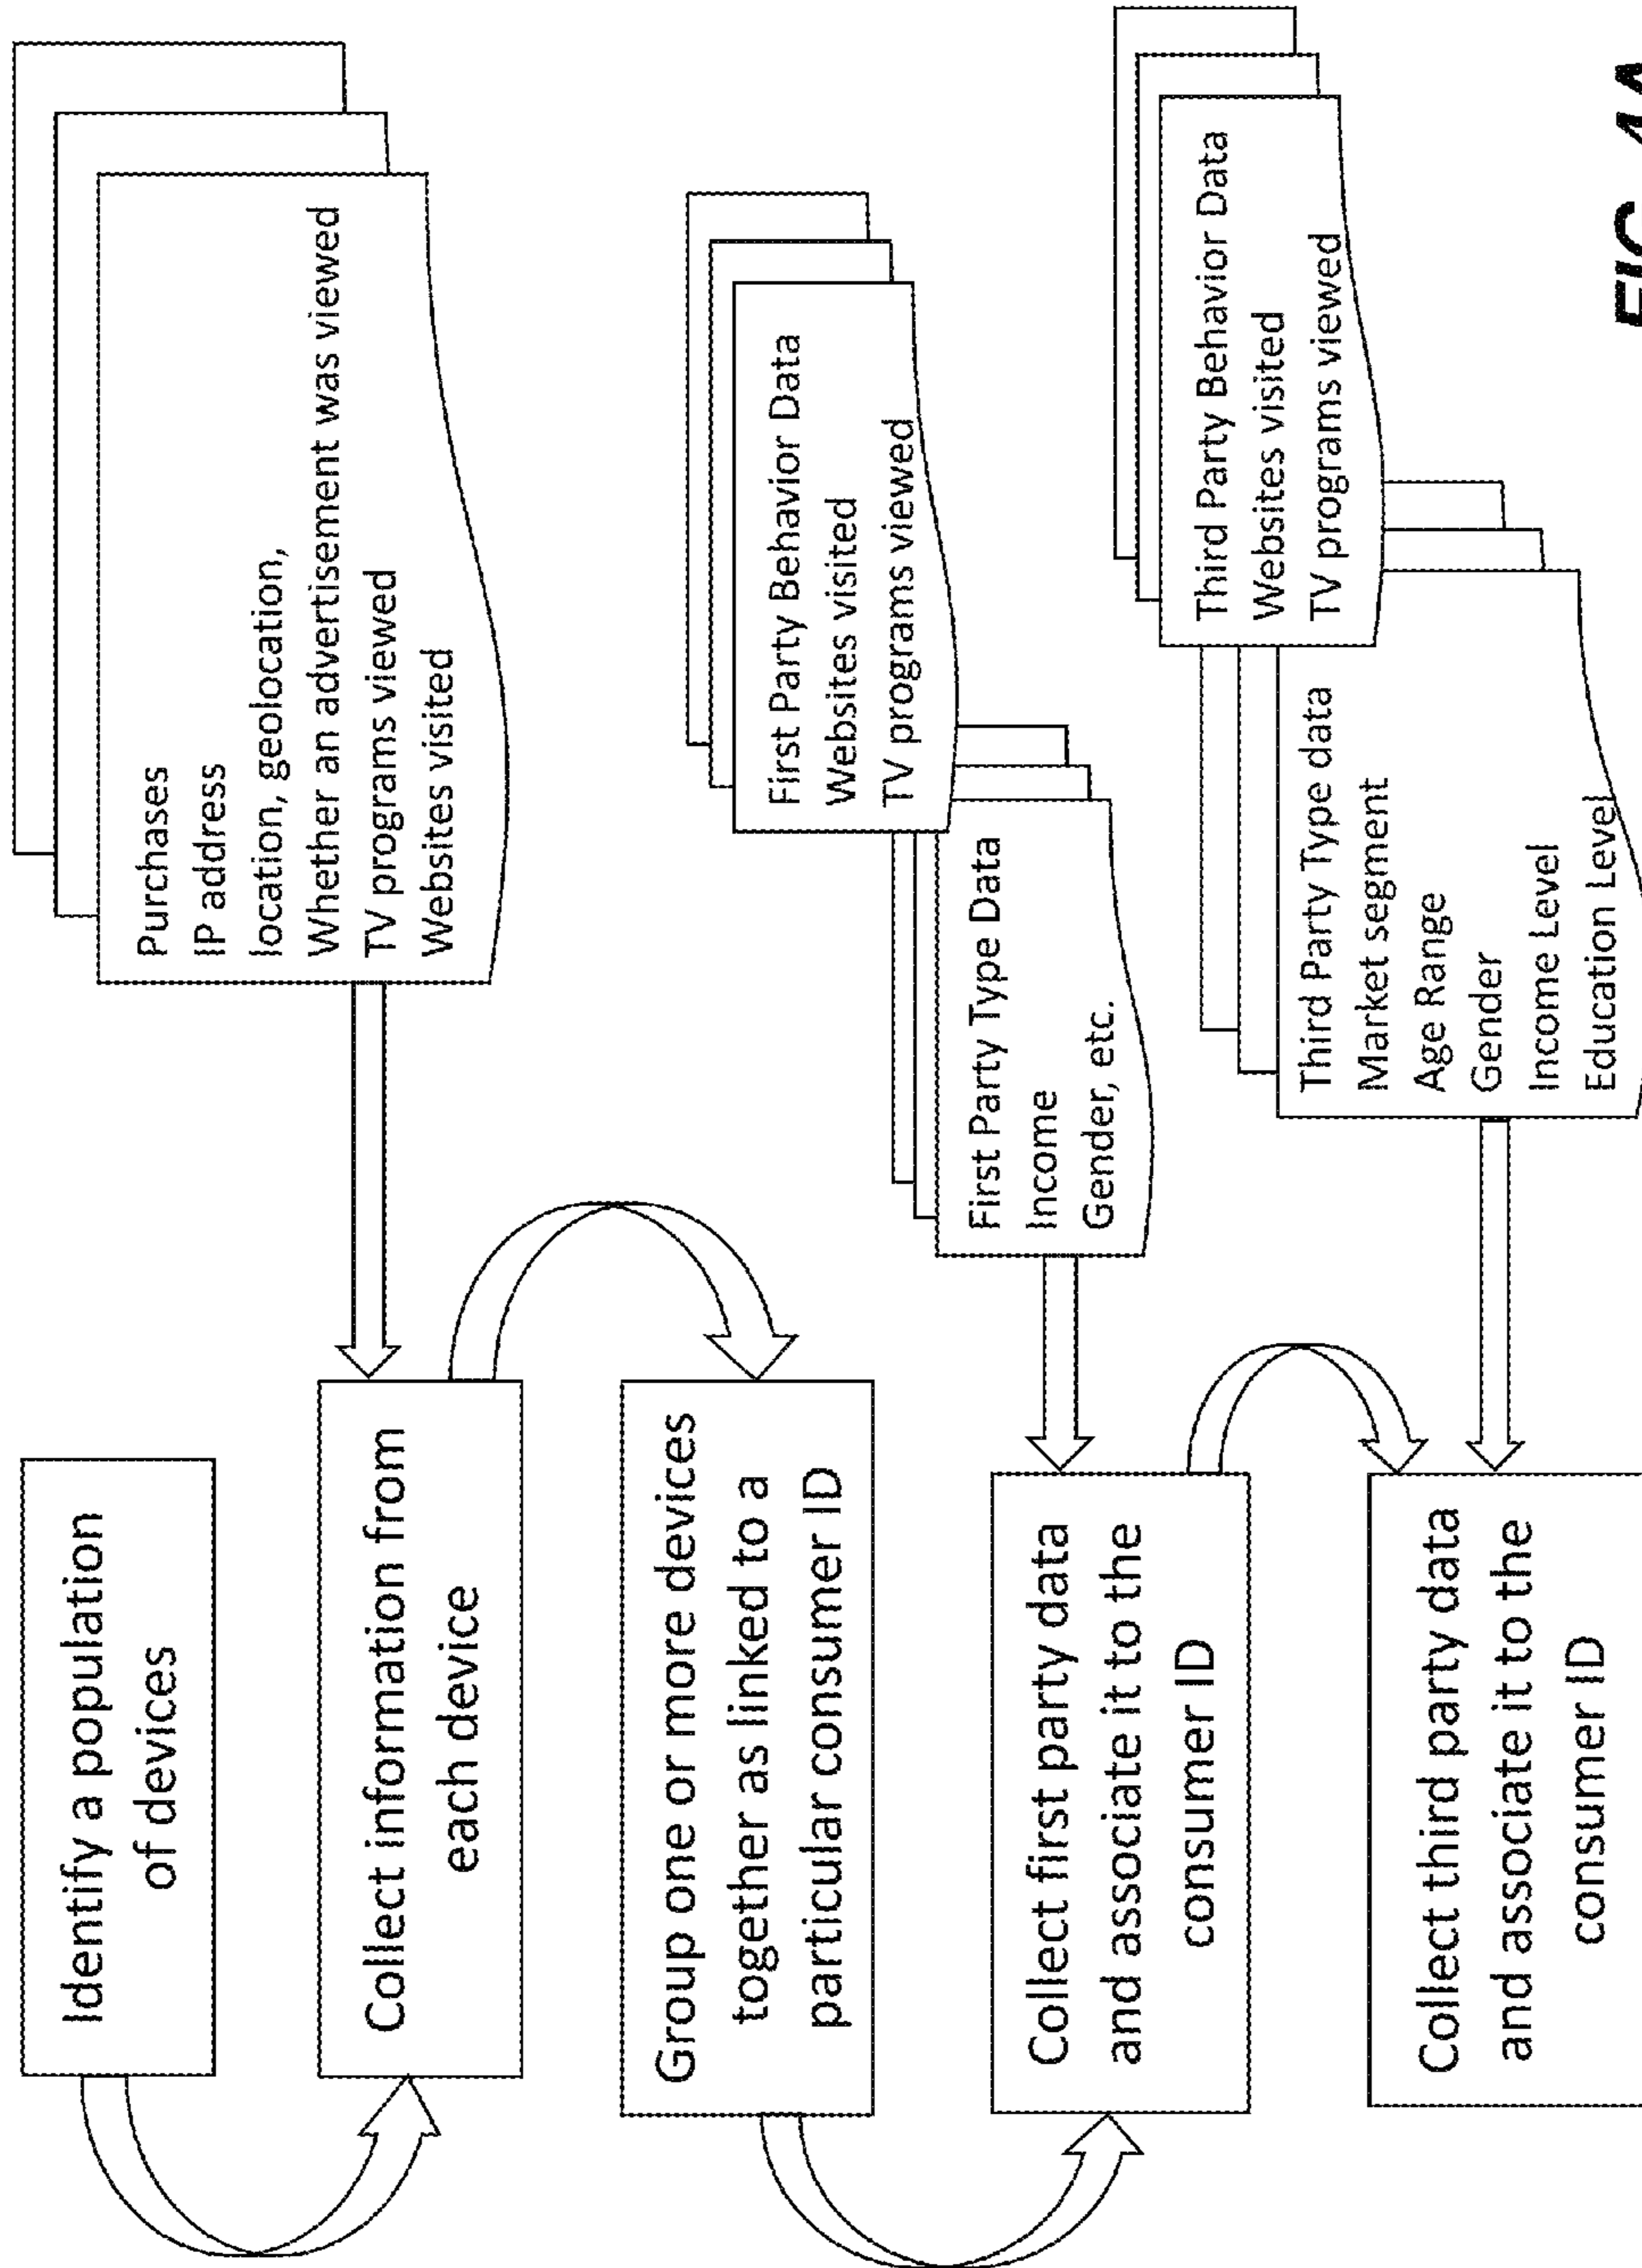 Identify a population
of devices
Collect information from
each device
Purchases
IP address
location, geolocation,
Whether an advertisement was viewed
TV programs viewed
Websites visited
Group one or more devices
together as linked to a
particular consumer ID
Collect first party data
and associate it to the
consumer ID
First Party Type Data
Income
Gender, etc.
First Party Behavior Data
Websites visited
TV programs viewed
Collect third party data
and associate it to the
consumer ID
Third Party Type data
Market segment
Age Range
Gender
Income Level
Education Level
Third Party Behavior Data
Websites visited
TV programs viewed
FIG. 4A